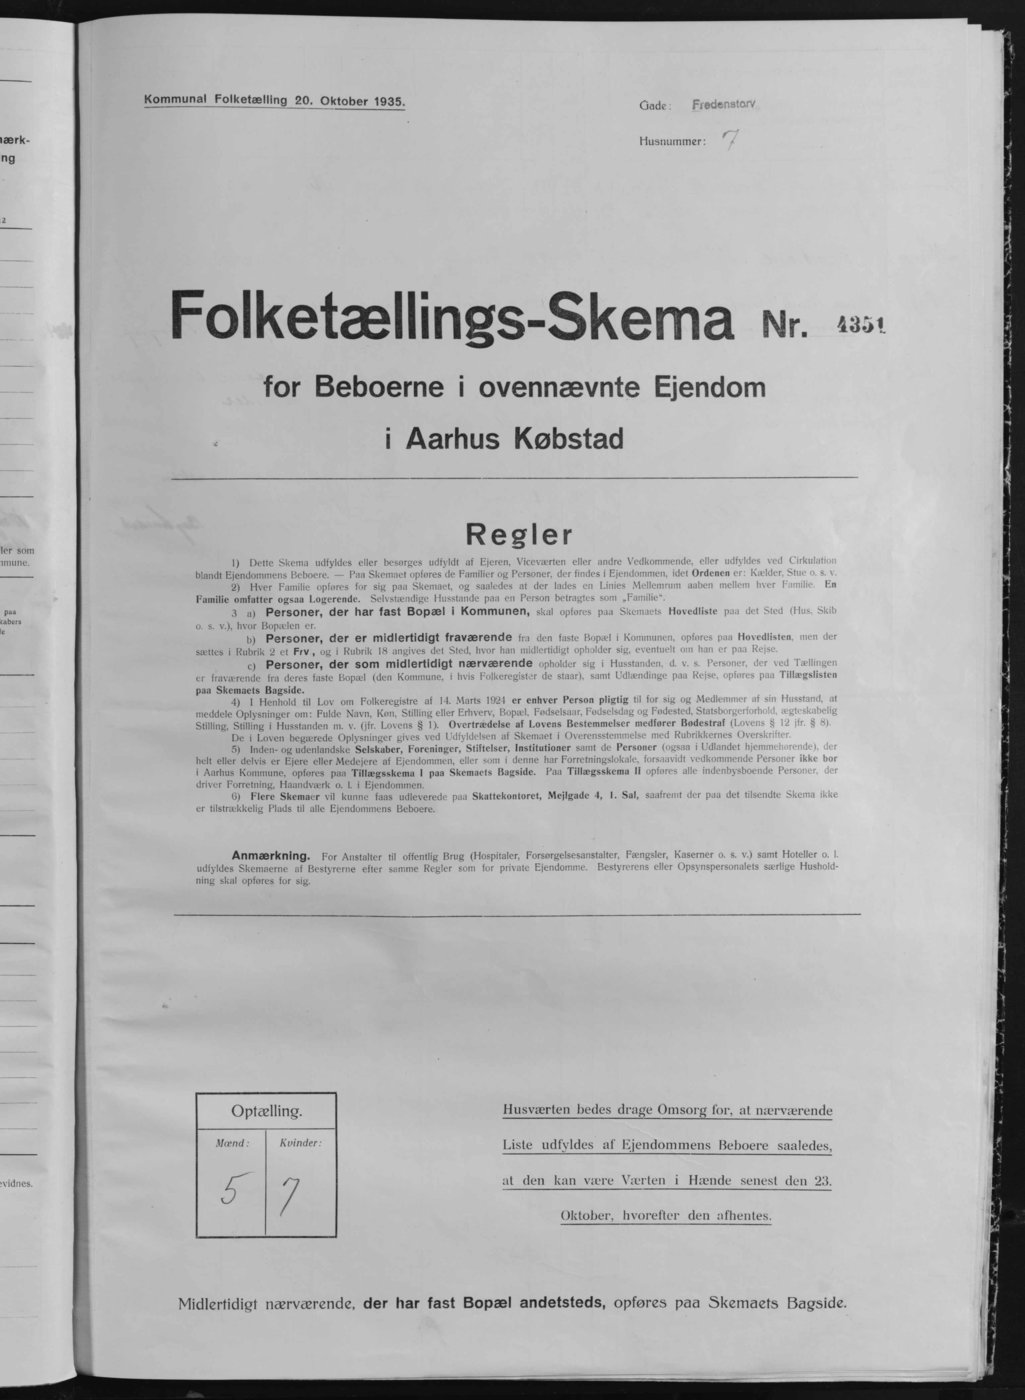 Kommunal Folketælling 20. Oktober 1935.
Gade: Fredenstorv
Husnummer: 7
Folketællings-Skema Nr. 4351
for Beboerne i ovennævnte Ejendom
i Aarhus Købstad
Regler
1) Dette Skema udfyldes eller besørges udfyldt af Ejeren, Viceværten eller andre Vedkommende, eller udfyldes ved Cirkulation
blandt Ejendommens Beboere. — Paa Skemaet opføres de Familier og Personer, der findes i Ejendommen, idet Ordenen er: Kælder, Stue o. s. v.
2) Hver Familie opføres for sig paa Skemaet, og saaledes at der lades en Linies Mellemrum aaben mellem hver Familie. En
Familie omfatter ogsaa Logerende. Selvstændige Husstande paa en Person betragtes som „Familie“.
3 a) Personer, der har fast Bopæl i Kommunen, skal opføres paa Skemaets Hovedliste paa det Sted (Hus, Skib
o. s. v.), hvor Bopælen er.
b) Personer, der er midlertidigt fraværende fra den faste Bopæl i Kommunen, opføres paa Hovedlisten, men der
sættes i Rubrik 2 et Frv, og i Rubrik 18 angives det Sted, hvor han midlertidigt opholder sig, eventuelt om han er paa Rejse.
c) Personer, der som midlertidigt nærværende opholder sig i Husstanden, d. v. s. Personer, der ved Tællingen
er fraværende fra deres faste Bopæl (den Kommune, i hvis Folkeregister de staar), samt Udlændinge paa Rejse, opføres paa Tillægslisten
paa Skemaets Bagside.
4) I Henhold til Lov om Folkeregistre af 14. Marts 1924 er enhver Person pligtig til for sig og Medlemmer af sin Husstand, at
meddele Oplysninger om: Fulde Navn, Køn, Stilling eller Erhverv, Bopæl, Fødselsaar, Fødselsdag og Fødested, Statsborgerforhold, ægteskabelig
Stilling, Stilling i Husstanden m. v. (jfr. Lovens § 1). Overtrædelse af Lovens Bestemmelser medfører Bødestraf (Lovens § 12 jfr. § 8).
De i Loven begærede Oplysninger gives ved Udfyldelsen af Skemaet i Overensstemmelse med Rubrikkernes Overskrifter.
5) Inden- og udenlandske Selskaber, Foreninger, Stiftelser, Institutioner samt de Personer (ogsaa i Udlandet hjemmehørende), der
helt eller delvis er Ejere eller Medejere af Ejendommen, eller som i denne har Forretningslokale, forsaavidt vedkommende Personer ikke bor
i Aarhus Kommune, opføres paa Tillægsskema I paa Skemaets Bagside. Paa Tillægsskema II opføres alle indenbysboende Personer, der
driver Forretning, Haandværk o. l. i Ejendommen.
6) Flere Skemaer vil kunne faas udleverede paa Skattekontoret, Mejlgade 4, 1. Sal, saafremt der paa det tilsendte Skema ikke
er tilstrækkelig Plads til alle Ejendommens Beboere.
Anmærkning. For Anstalter til offentlig Brug (Hospitaler, Forsørgelsesanstalter, Fængsler, Kaserner o. s. v.) samt Hoteller o. l.
udfyldes Skemaerne af Bestyrerne efter samme Regler som for private Ejendomme. Bestyrerens eller Opsynspersonalets særlige Hushold-
ning skal opføres for sig.
Optælling.
Mænd: Kvinder:
5 7
Husværten bedes drage Omsorg for, at nærværende
Liste udfyldes af Ejendommens Beboere saaledes,
at den kan være Værten i Hænde senest den 23.
Oktober, hvorefter den afhentes.
Midlertidigt nærværende, der har fast Bopæl andetsteds, opføres paa Skemaets Bagside.